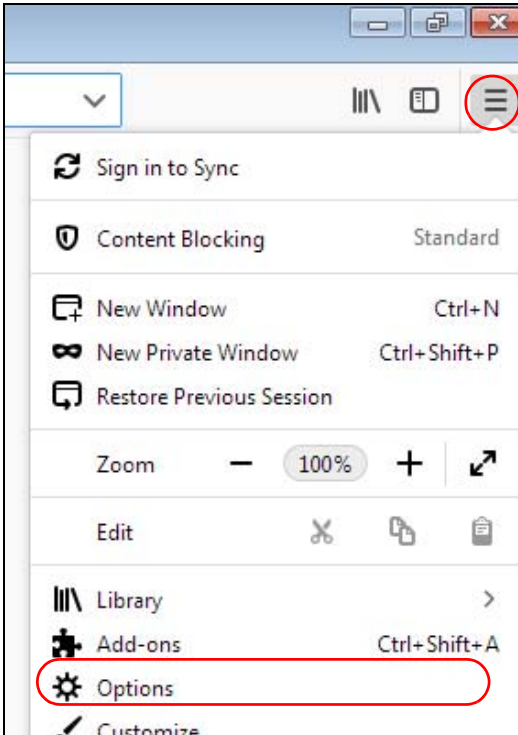 Sign in to Sync
Content Blocking Standard
New Window Ctrl+N
New Private Window Ctrl+Shift+P
Restore Previous Session
Zoom 100%
Edit
Library
Add-ons Ctrl+Shift+A
Options
Customize